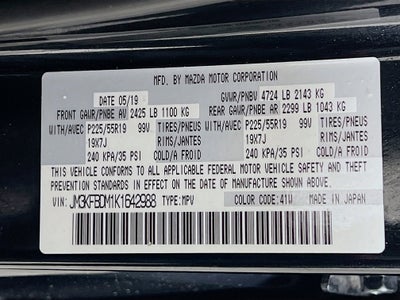 MFD. BY MAZDA MOTOR CORPORATION
DATE 05/19 GVWR/PNBV 4724 LB 2143 KG
FRONT GAWR/PNBE AV 2425 LB 1100 KG REAR GAWR/PNBE AR 2299 LB 1043 KG
WITH/AVEC P225/55R19 99V TIRES/PNEUS WITH/AVEC P225/55R19 99V TIRES/PNEUS
19X7J RIMS/JANTES 19X7J RIMS/JANTES
240 KPA/35 PSI COLD/A FROID 240 KPA/35 PSI COLD/A FROID
THIS VEHICLE CONFORMS TO ALL APPLICABLE FEDERAL MOTOR VEHICLE SAFETY AND THEFT
PREVENTION STANDARDS IN EFFECT ON THE DATE OF MANUFACTURE SHOWN ABOVE.
VIN: JM3KFBDM1K1642988 TYPE: MPV COLOR CODE: 41W MADE IN JAPAN